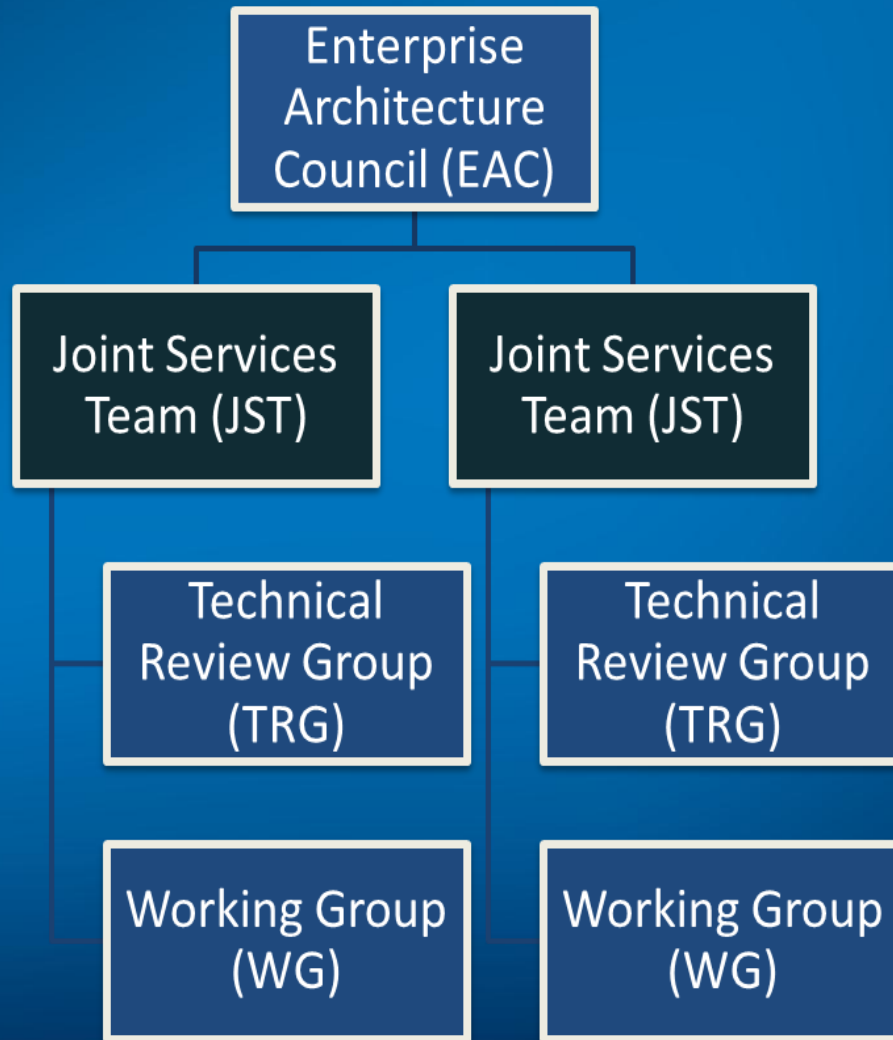 Enterprise
Architecture
Council (EAC)
Joint Services
Team (JST)
Joint Services
Team (JST)
Technical
Review Group
(TRG)
Technical
Review Group
(TRG)
Working Group
(WG)
Working Group
(WG)